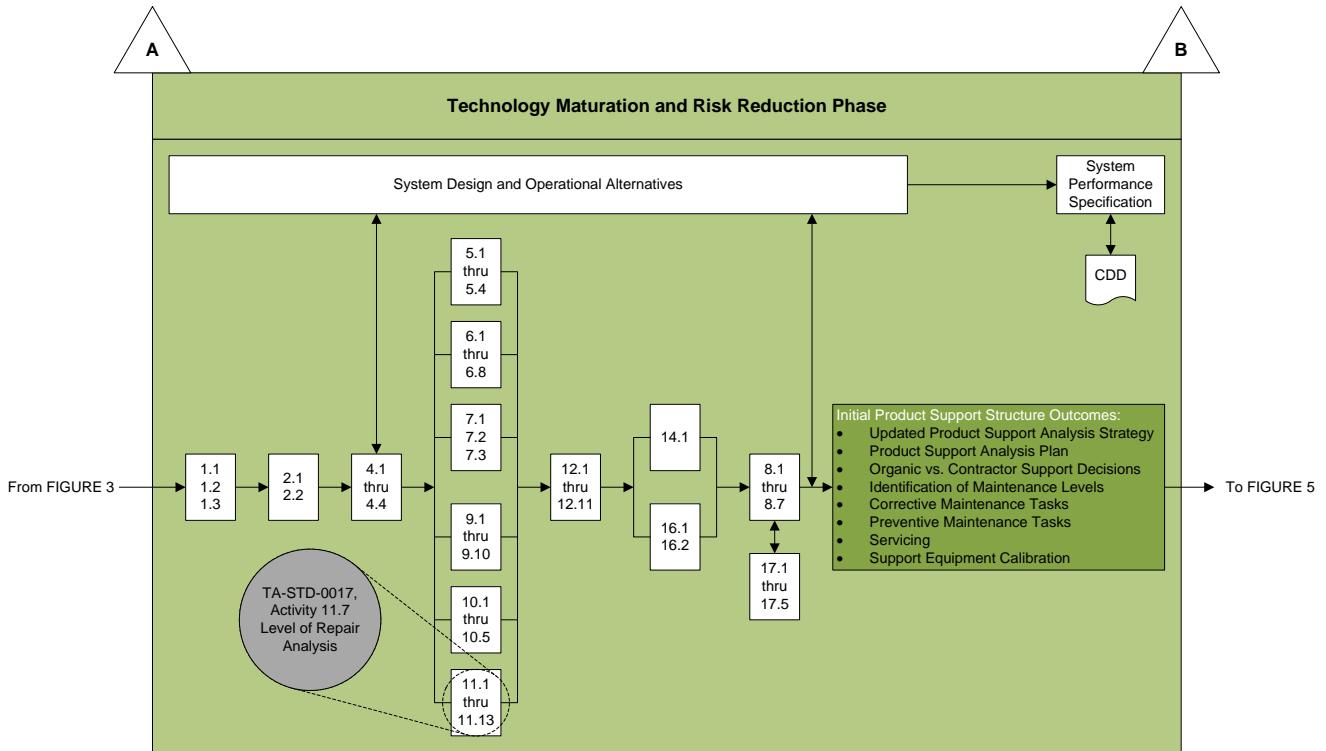 A
B
Technology Maturation and Risk Reduction Phase
System Design and Operational Alternatives
System
Performance
Specification
CDD
5.1
thru
5.4
6.1
thru
6.8
7.1
7.2
7.3
From FIGURE 3
1.1
1.2
1.3
2.1
2.2
4.1
thru
4.4
9.1
thru
9.10
10.1
thru
10.5
11.1
thru
11.13
TA-STD-0017,
Activity 11.7
Level of Repair
Analysis
12.1
thru
12.11
14.1
16.1
16.2
8.1
thru
8.7
17.1
thru
17.5
Initial Product Support Structure Outcomes:
• Updated Product Support Analysis Strategy
• Product Support Analysis Plan
• Organic vs. Contractor Support Decisions
• Identification of Maintenance Levels
• Corrective Maintenance Tasks
• Preventive Maintenance Tasks
• Servicing
• Support Equipment Calibration
To FIGURE 5